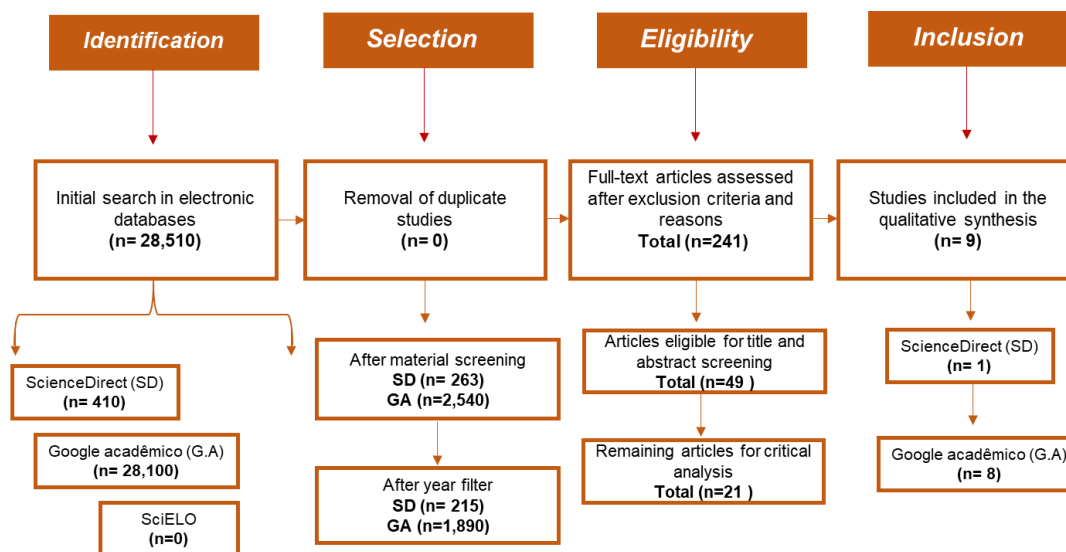 Identification
Initial search in electronic
databases
(n= 28,510)
ScienceDirect (SD)
(n= 410)
Google acadêmico (G.A)
(n= 28,100)
SciELO
(n=0)
Selection
Removal of duplicate
studies
(n= 0)
After material screening
SD (n= 263)
GA (n=2,540)
After year filter
SD (n= 215)
GA (n=1,890)
Eligibility
Full-text articles assessed
after exclusion criteria and
reasons
Total (n=241)
Articles eligible for title and
abstract screening
Total (n=49 )
Remaining articles for critical
analysis
Total (n=21 )
Inclusion
Studies included in the
qualitative synthesis
(n= 9)
ScienceDirect (SD)
(n= 1)
Google acadêmico (G.A)
(n= 8)